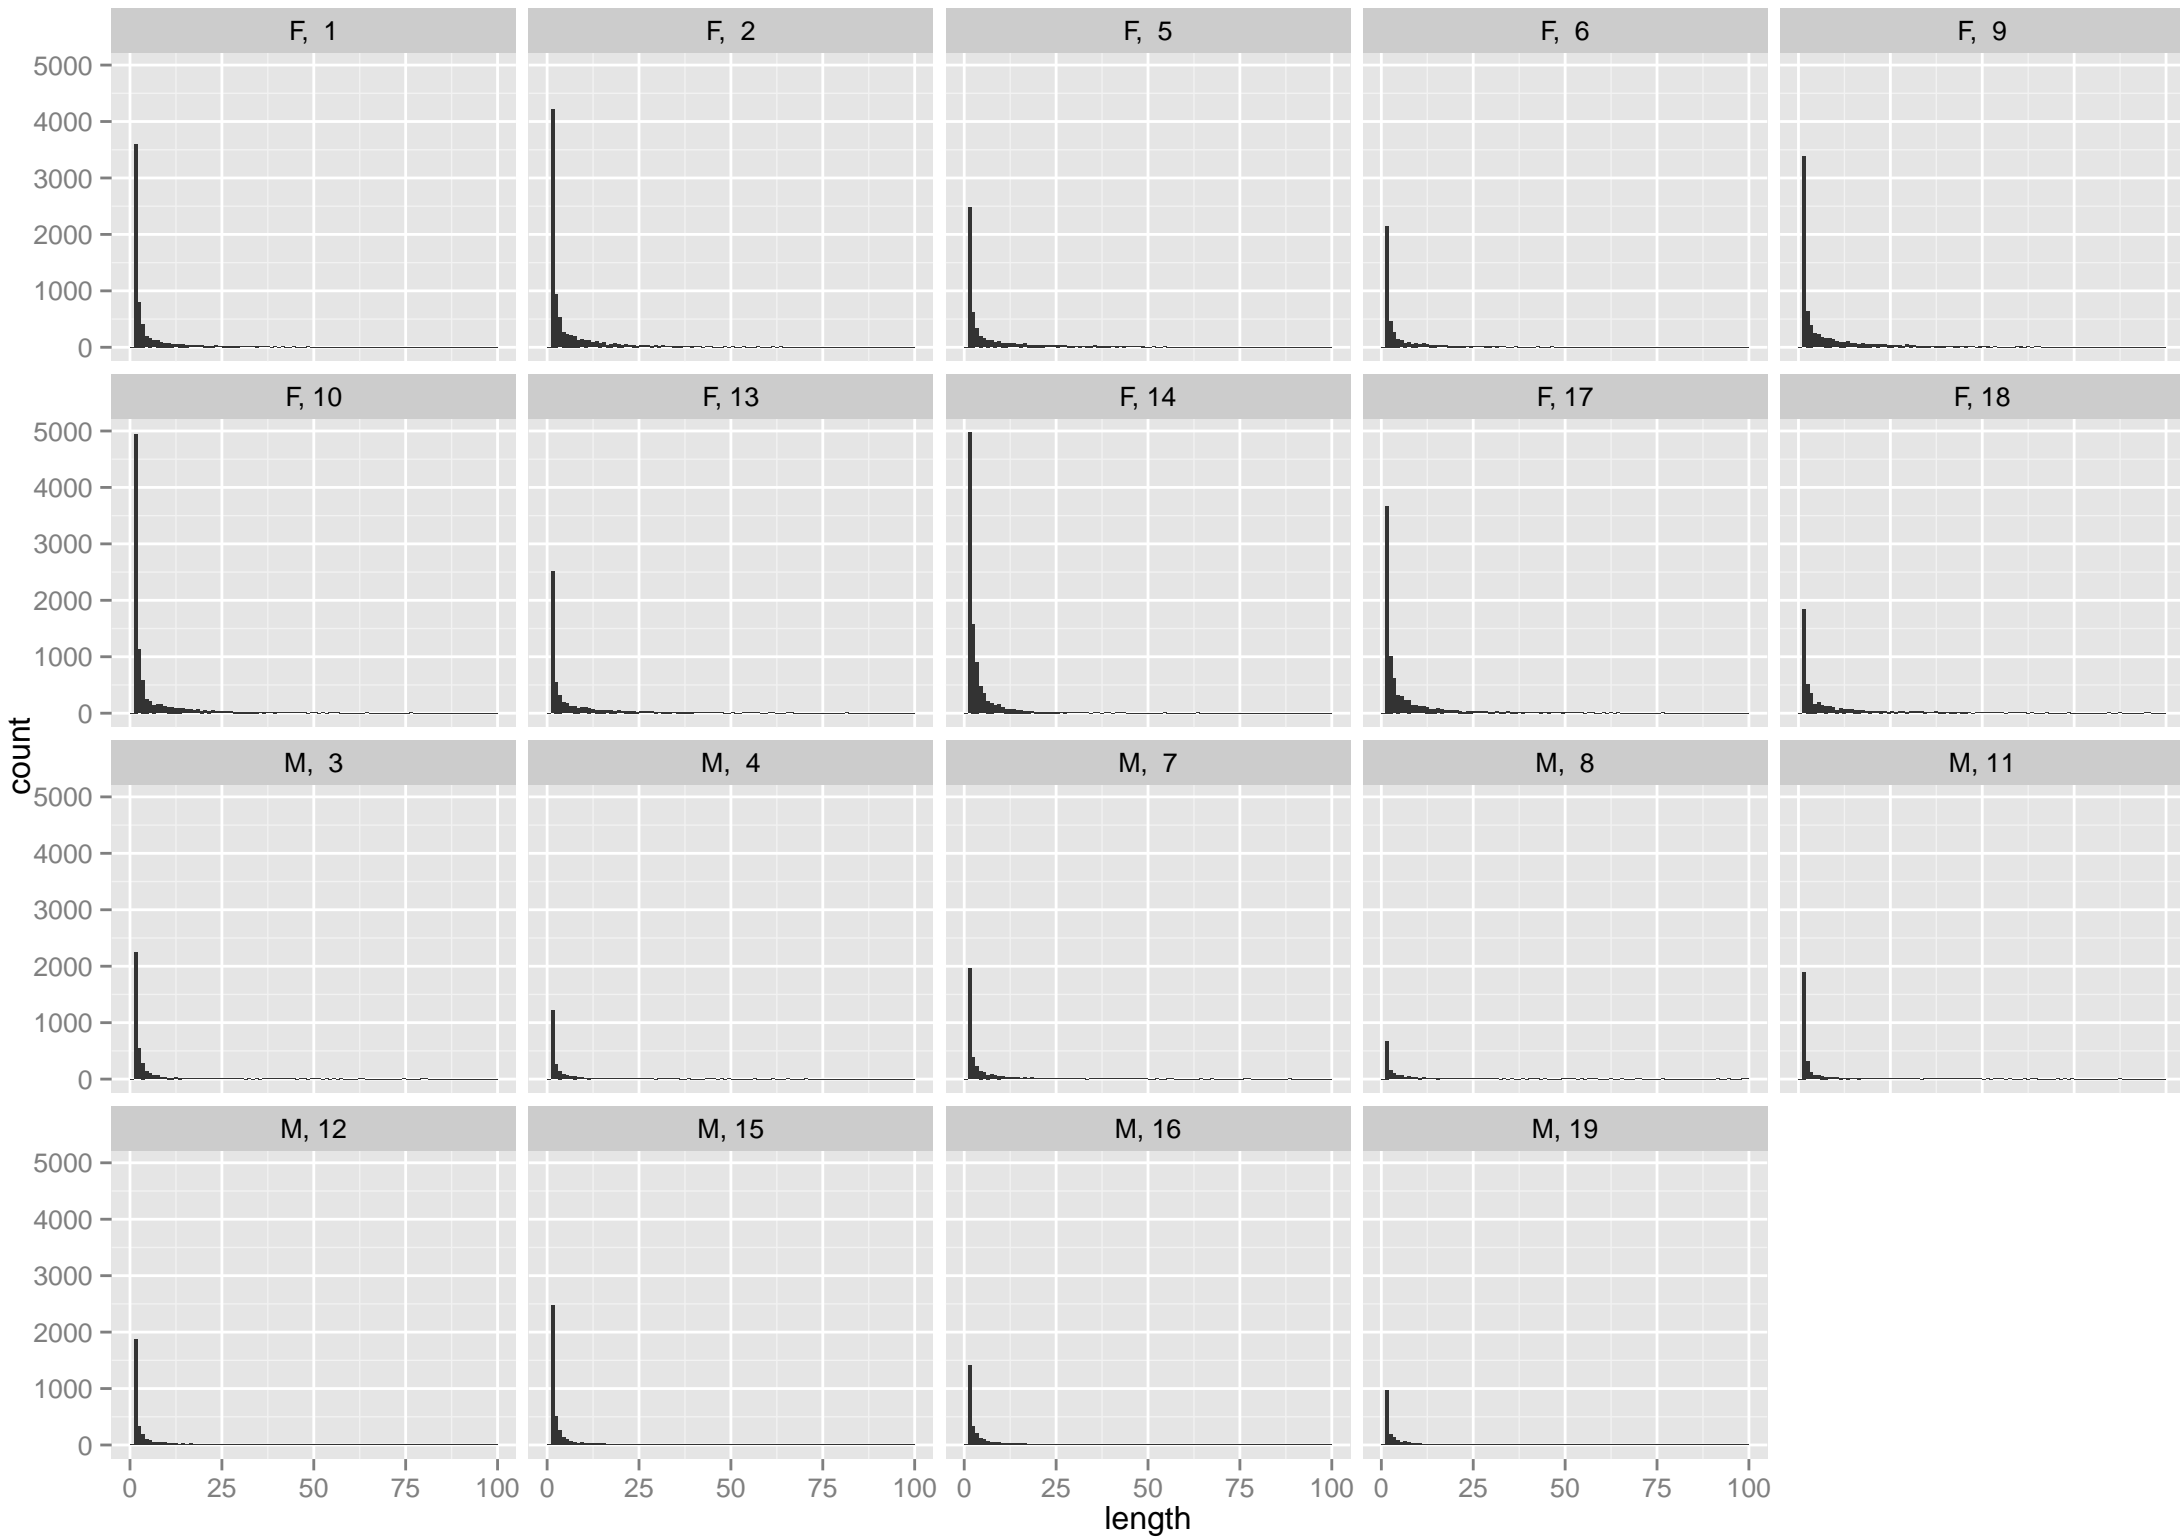 F,  1
F,  2
F,  5
F,  6
F,  9
5000
4000
3000
2000
1000
0
F, 10
F, 13
F, 14
F, 17
F, 18
5000
4000
3000
2000
1000
0
count
M,  3
M,  4
M,  7
M,  8
M, 11
5000
4000
3000
2000
1000
0
M, 12
M, 15
M, 16
M, 19
5000
4000
3000
2000
1000
0
0 25 50 75 100 0 25 50 75 100 0 25 50 75 100 0 25 50 75 100
length